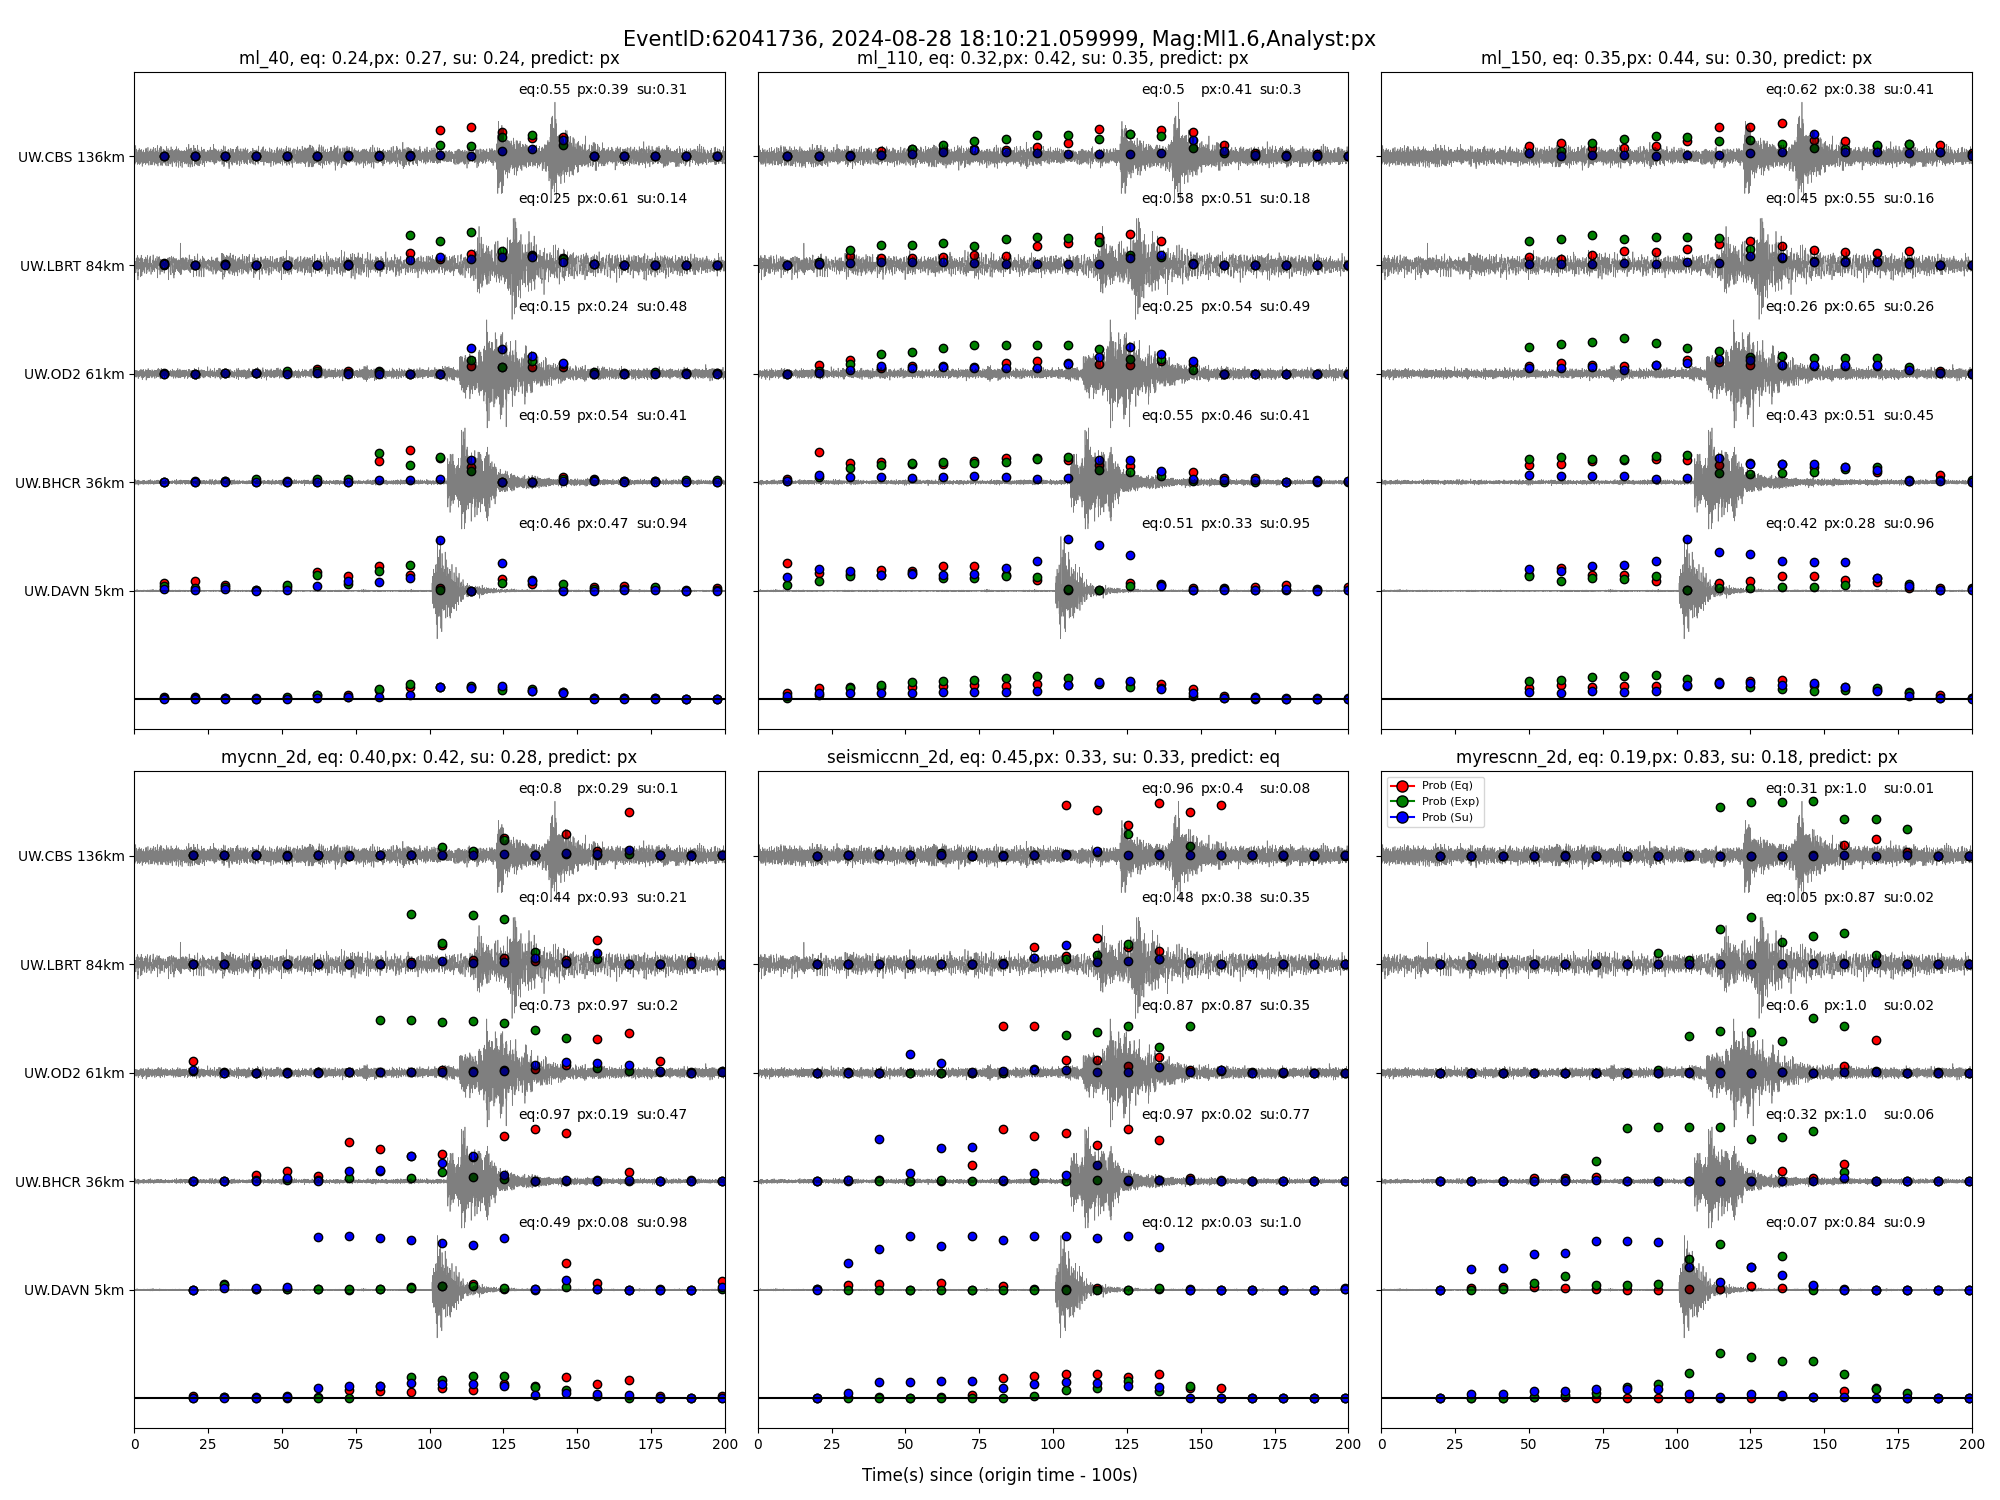 EventID:62041736, 2024-08-28 18:10:21.059999, Mag:Ml1.6,Analyst:px
ml_40, eq: 0.24,px: 0.27, su: 0.24, predict: px
eq:0.55 px:0.39 su:0.31
UW.CBS 136km
eq:0.25 px:0.61 su:0.14
UW.LBRT 84km
eq:0.15 px:0.24 su:0.48
UW.OD2 61km
eq:0.59 px:0.54 su:0.41
UW.BHCR 36km
eq:0.46 px:0.47 su:0.94
UW.DAVN 5km
ml_110, eq: 0.32,px: 0.42, su: 0.35, predict: px
eq:0.5 px:0.41 su:0.3
eq:0.58 px:0.51 su:0.18
eq:0.25 px:0.54 su:0.49
eq:0.55 px:0.46 su:0.41
eq:0.51 px:0.33 su:0.95
ml_150, eq: 0.35,px: 0.44, su: 0.30, predict: px
eq:0.62 px:0.38 su:0.41
eq:0.45 px:0.55 su:0.16
eq:0.26 px:0.65 su:0.26
eq:0.43 px:0.51 su:0.45
eq:0.42 px:0.28 su:0.96
mycnn_2d, eq: 0.40,px: 0.42, su: 0.28, predict: px
eq:0.8 px:0.29 su:0.1
UW.CBS 136km
eq:0.44 px:0.93 su:0.21
UW.LBRT 84km
eq:0.73 px:0.97 su:0.2
UW.OD2 61km
eq:0.97 px:0.19 su:0.47
UW.BHCR 36km
eq:0.49 px:0.08 su:0.98
UW.DAVN 5km
0 25 50 75 100 125 150 175 200
seismiccnn_2d, eq: 0.45,px: 0.33, su: 0.33, predict: eq
eq:0.96 px:0.4 su:0.08
eq:0.48 px:0.38 su:0.35
eq:0.87 px:0.87 su:0.35
eq:0.97 px:0.02 su:0.77
eq:0.12 px:0.03 su:1.0
0 25 50 75 100 125 150 175 200
myrescnn_2d, eq: 0.19,px: 0.83, su: 0.18, predict: px
Prob (Eq)
Prob (Exp)
Prob (Su)
eq:0.31 px:1.0 su:0.01
eq:0.05 px:0.87 su:0.02
eq:0.6 px:1.0 su:0.02
eq:0.32 px:1.0 su:0.06
eq:0.07 px:0.84 su:0.9
0 25 50 75 100 125 150 175 200
Time(s) since (origin time - 100s)